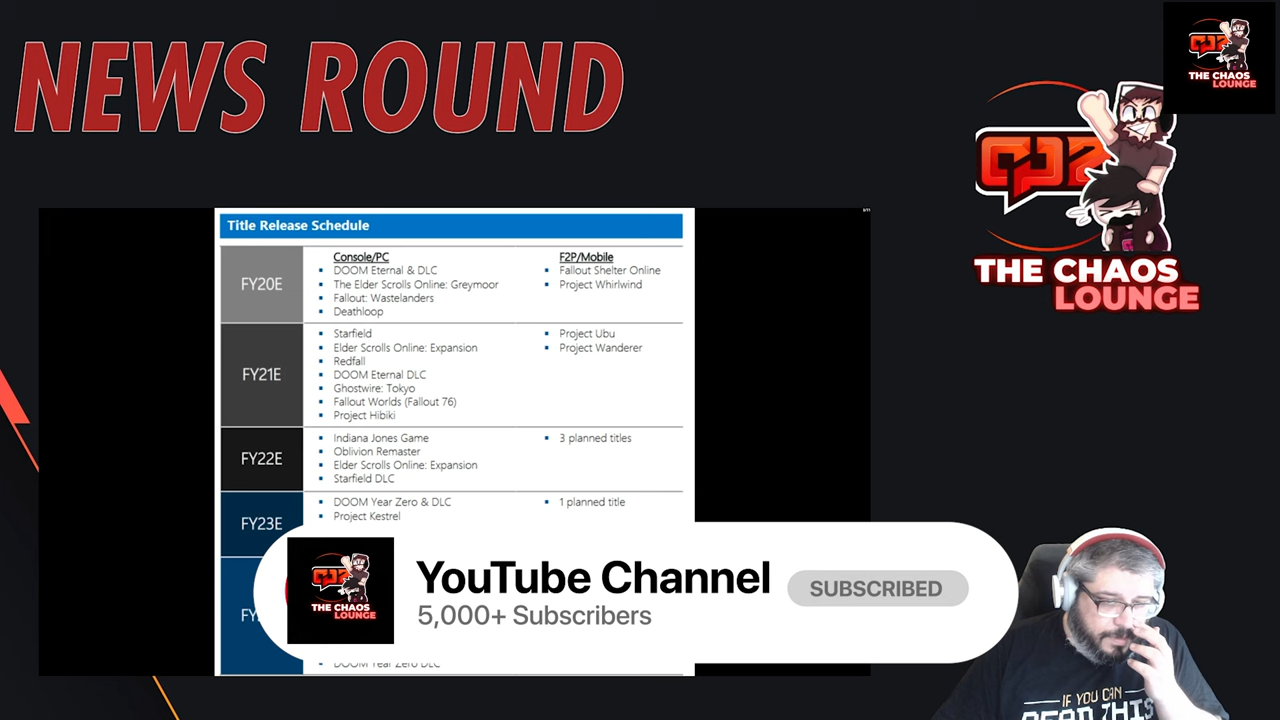 NEWS ROUND
THE CHAOS
LOUNGE
THE CHAOS
LOUNGE
Title Release Schedule
Console/PC
F2P/Mobile
FY20E
DOOM Eternal & DLC
The Elder Scrolls Online: Greymoor
Fallout: Wastelanders
Deathloop
Fallout Shelter Online
Project Whirlwind
FY21E
Starfield
Elder Scrolls Online: Expansion
Redfall
DOOM Eternal DLC
Ghostwire: Tokyo
Fallout Worlds (Fallout 76)
Project Hibiki
Project Ubu
Project Wanderer
FY22E
Indiana Jones Game
Oblivion Remaster
Elder Scrolls Online: Expansion
Starfield DLC
3 planned titles
FY23E
DOOM Year Zero & DLC
Project Kestrel
1 planned title
FY
DOOM Year Zero DLC
THE CHAOS
LOUNGE
YouTube Channel
5,000+ Subscribers
SUBSCRIBED
IF YOU CAN
READ THIS